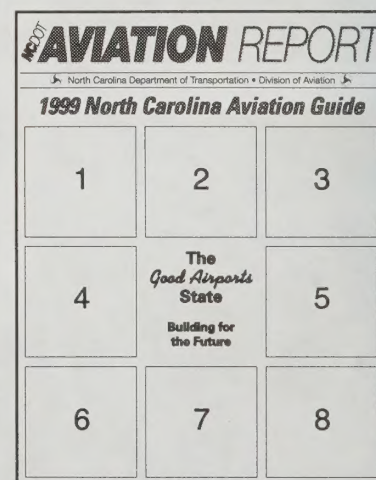 NCDOT AVIATION REPORT
North Carolina Department of Transportation • Division of Aviation
1999 North Carolina Aviation Guide
1 2 3
The
Good Airports
State
4 5
Building for
the Future
6 7 8